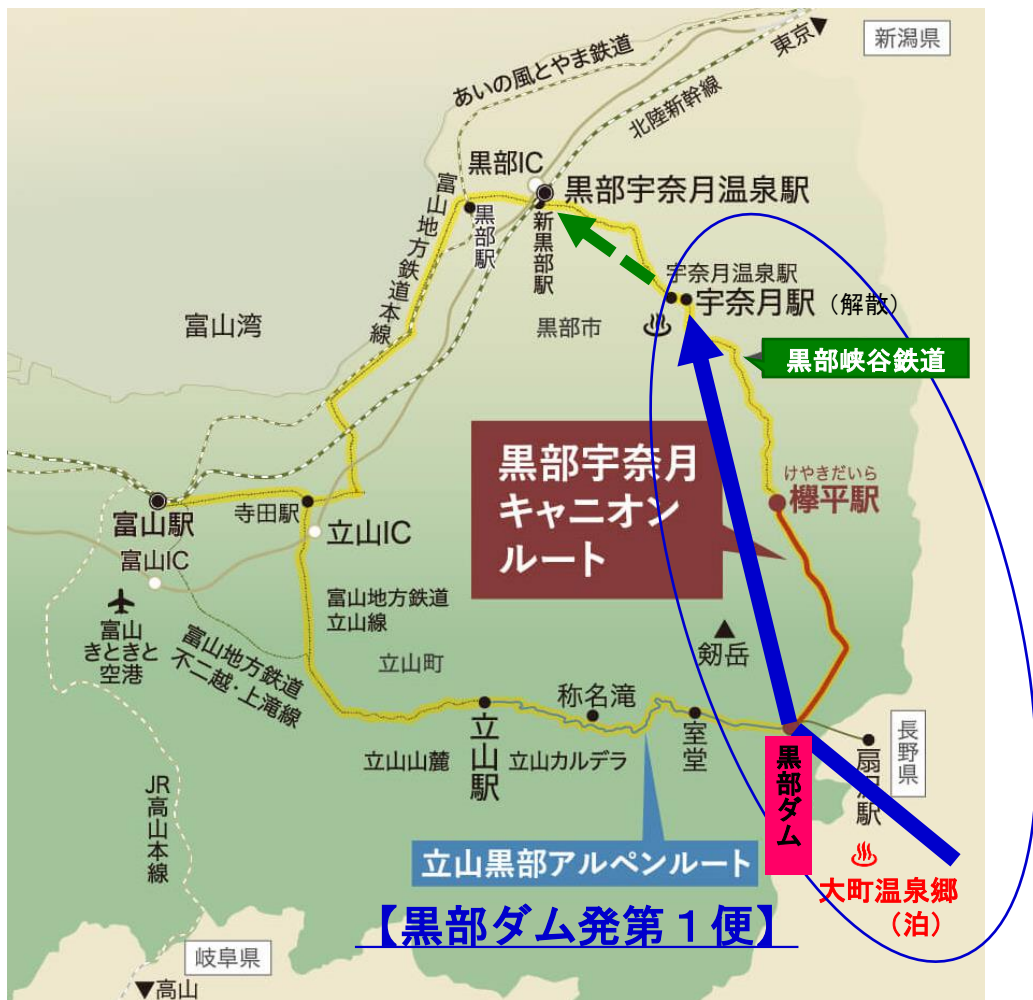 新潟県
東京
あいの風とやま鉄道
北陸新幹線
黒部IC
黒部宇奈月温泉駅
富山地方鉄道本線
黒部駅
新黒部駅
宇奈月温泉駅
宇奈月駅（解散）
富山湾
黒部市
黒部峡谷鉄道
黒部宇奈月
キャニオン
ルート
けやきだいら
欅平駅
富山駅
寺田駅
立山IC
富山IC
富山
きときと
空港
富山地方鉄道
立山線
富山地方鉄道
不二越・上滝線
立山町
剱岳
称名滝
室堂
立山駅
立山山麓
立山カルデラ
黒部ダム
扇沢駅
長野県
JR高山本線
立山黒部アルペンルート
大町温泉郷
（泊）
【黒部ダム発第１便】
岐阜県
▼高山